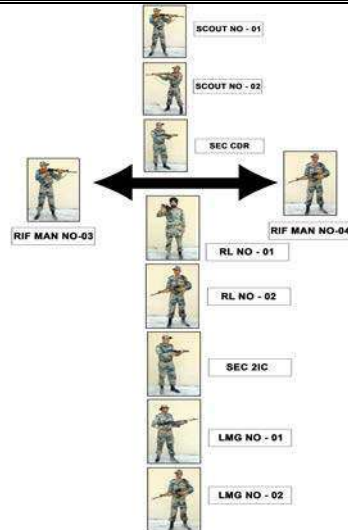 SCOUT NO - 01
SCOUT NO - 02
SEC CDR
RIF MAN NO-03
RIF MAN NO-04
RL NO - 01
RL NO - 02
SEC 2IC
LMG NO - 01
LMG NO - 02